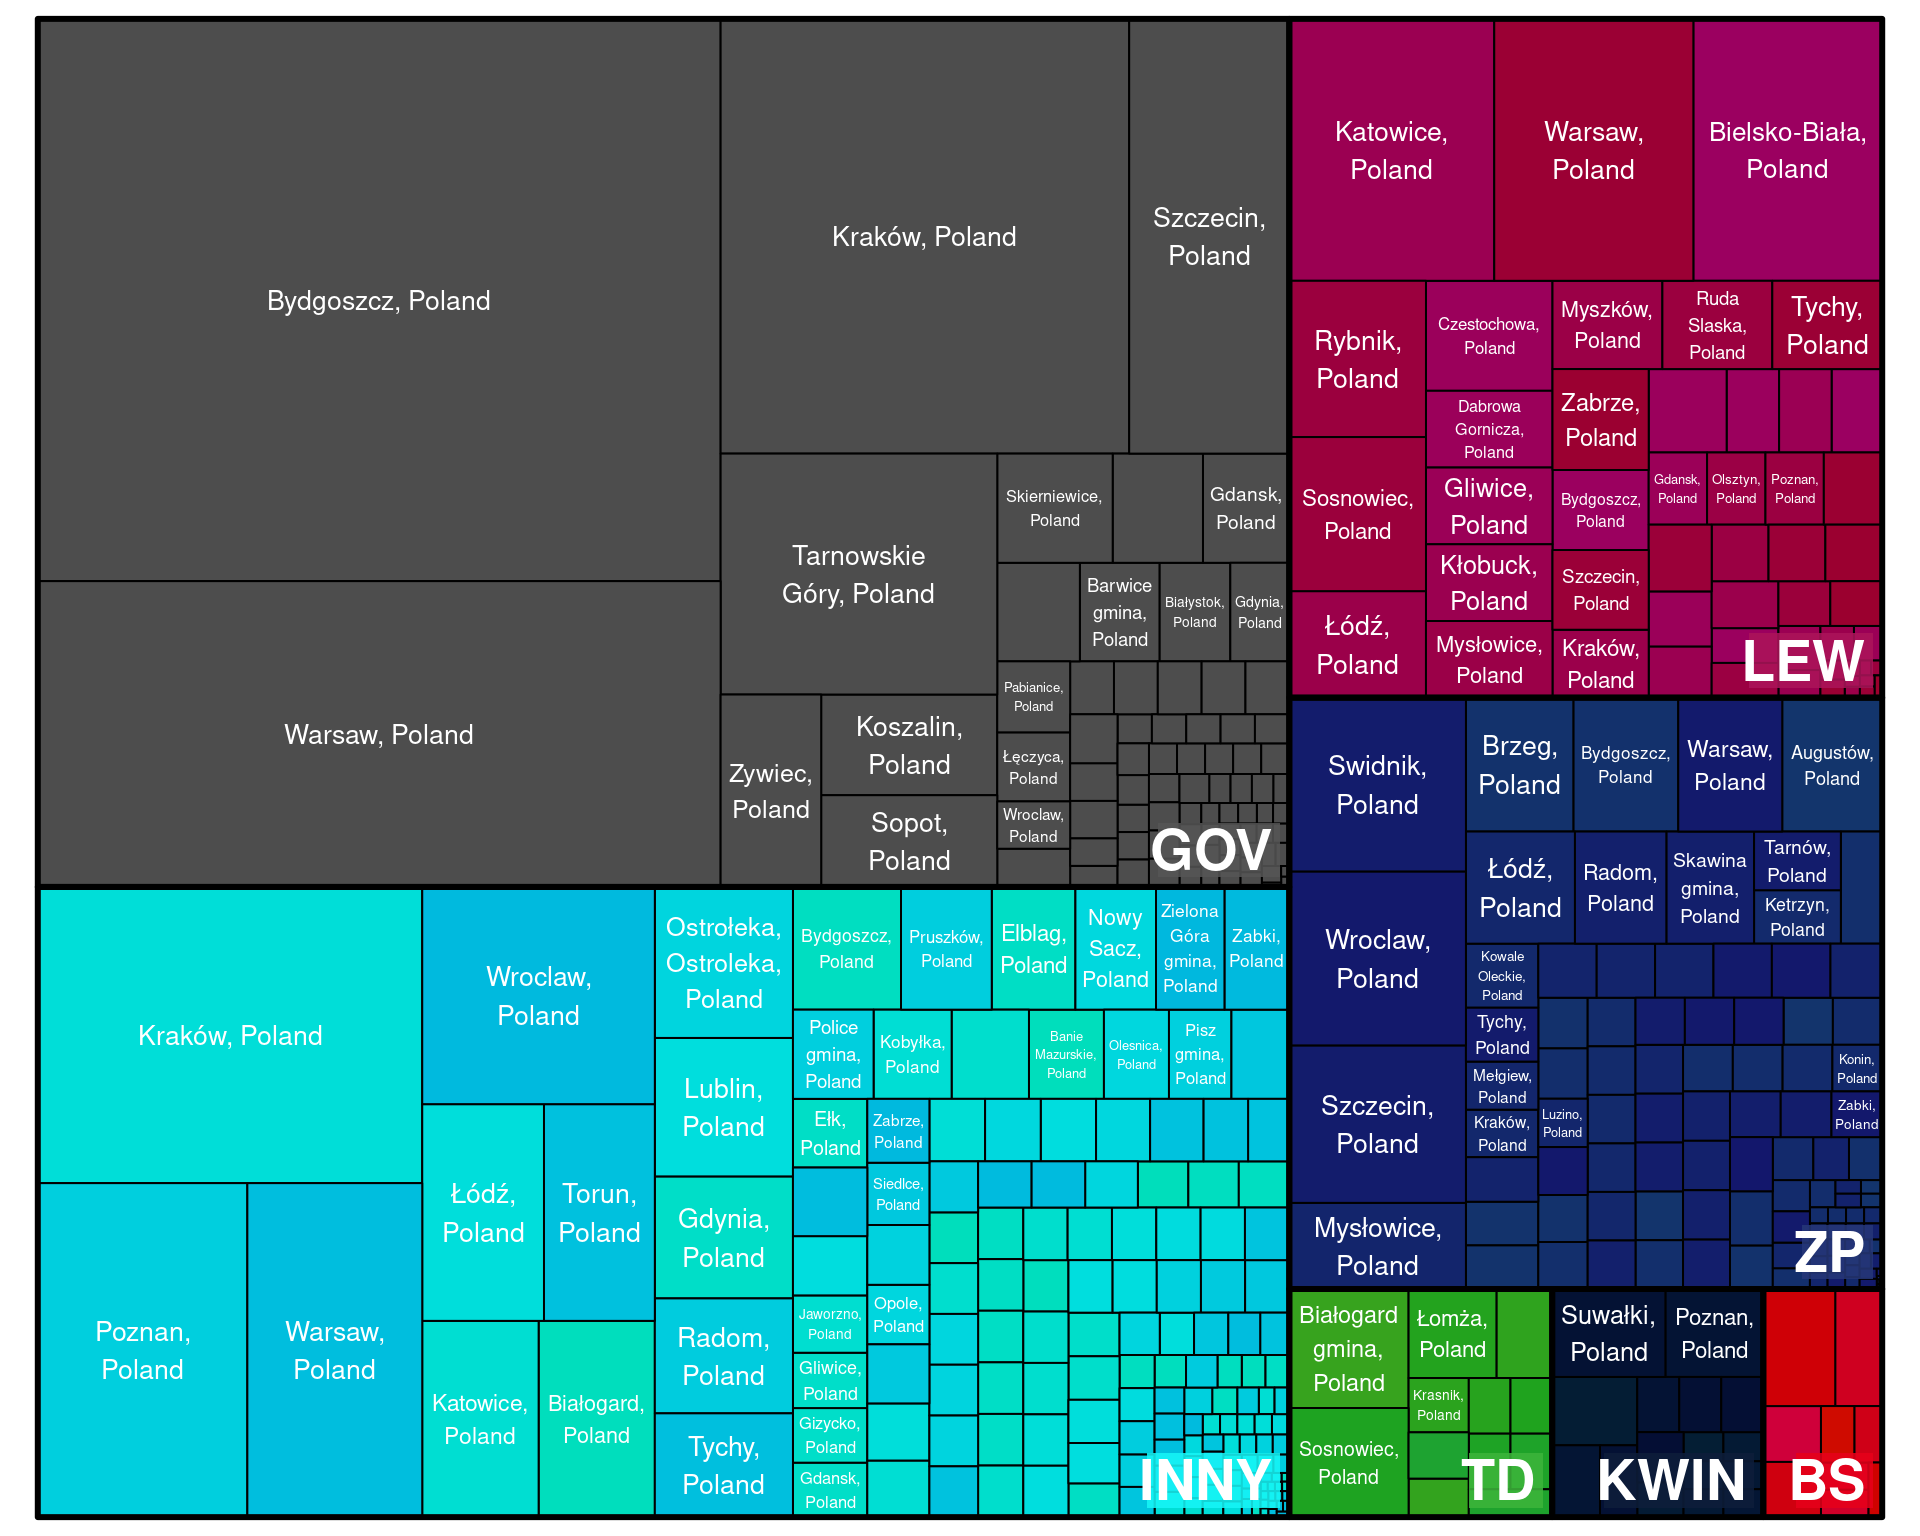 Bydgoszcz, Poland
Warsaw, Poland
Kraków, Poland
Szczecin,
Poland
Tarnowskie
Góry, Poland
Skierniewice,
Poland
Gdansk,
Poland
Barwice
gmina,
Poland
Białystok,
Poland
Gdynia,
Poland
Pabianice,
Poland
Łęczyca,
Poland
Wroclaw,
Poland
Zywiec,
Poland
Koszalin,
Poland
Sopot,
Poland
GOV
Katowice,
Poland
Warsaw,
Poland
Bielsko-Biała,
Poland
Rybnik,
Poland
Sosnowiec,
Poland
Łódź,
Poland
Czestochowa,
Poland
Dabrowa
Gornicza,
Poland
Gliwice,
Poland
Kłobuck,
Poland
Mysłowice,
Poland
Myszków,
Poland
Ruda
Slaska,
Poland
Tychy,
Poland
Zabrze,
Poland
Bydgoszcz,
Poland
Szczecin,
Poland
Kraków,
Poland
Gdansk,
Poland
Olsztyn,
Poland
Poznan,
Poland
LEW
Swidnik,
Poland
Wroclaw,
Poland
Szczecin,
Poland
Mysłowice,
Poland
Brzeg,
Poland
Bydgoszcz,
Poland
Warsaw,
Poland
Augustów,
Poland
Łódź,
Poland
Radom,
Poland
Skawina
gmina,
Poland
Tarnów,
Poland
Ketrzyn,
Poland
Kowale
Oleckie,
Poland
Tychy,
Poland
Mełgiew,
Poland
Kraków,
Poland
Luzino,
Poland
Konin,
Poland
Zabki,
Poland
ZP
Kraków, Poland
Poznan,
Poland
Warsaw,
Poland
Wroclaw,
Poland
Łódź,
Poland
Torun,
Poland
Katowice,
Poland
Białogard,
Poland
Ostrołeka,
Ostroleka,
Poland
Lublin,
Poland
Gdynia,
Poland
Radom,
Poland
Tychy,
Poland
Bydgoszcz,
Poland
Pruszków,
Poland
Elblag,
Poland
Nowy
Sacz,
Poland
Zielona
Góra
gmina,
Poland
Zabki,
Poland
Police
gmina,
Poland
Kobyłka,
Poland
Banie
Mazurskie,
Poland
Olesnica,
Poland
Pisz
gmina,
Poland
Ełk,
Poland
Zabrze,
Poland
Siedlce,
Poland
Jaworzno,
Poland
Opole,
Poland
Gliwice,
Poland
Gizycko,
Poland
Gdansk,
Poland
INNY
Białogard
gmina,
Poland
Łomża,
Poland
Krasnik,
Poland
Sosnowiec,
Poland
TD
Suwałki,
Poland
Poznan,
Poland
KWIN
BS